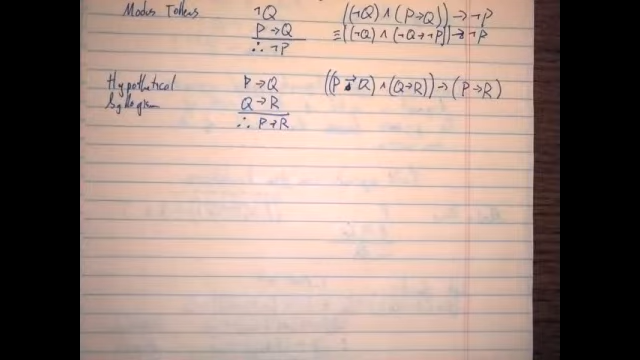 Modus Tollens ¬Q ((¬Q) ∧ (P→Q)) → ¬P
P→Q ≡ ((¬Q) ∧ (¬Q→¬P)) → ¬P
∴ ¬P
Hypothetical P→Q ((P→Q) ∧ (Q→R)) → (P→R)
Syllogism Q→R
∴ P→R